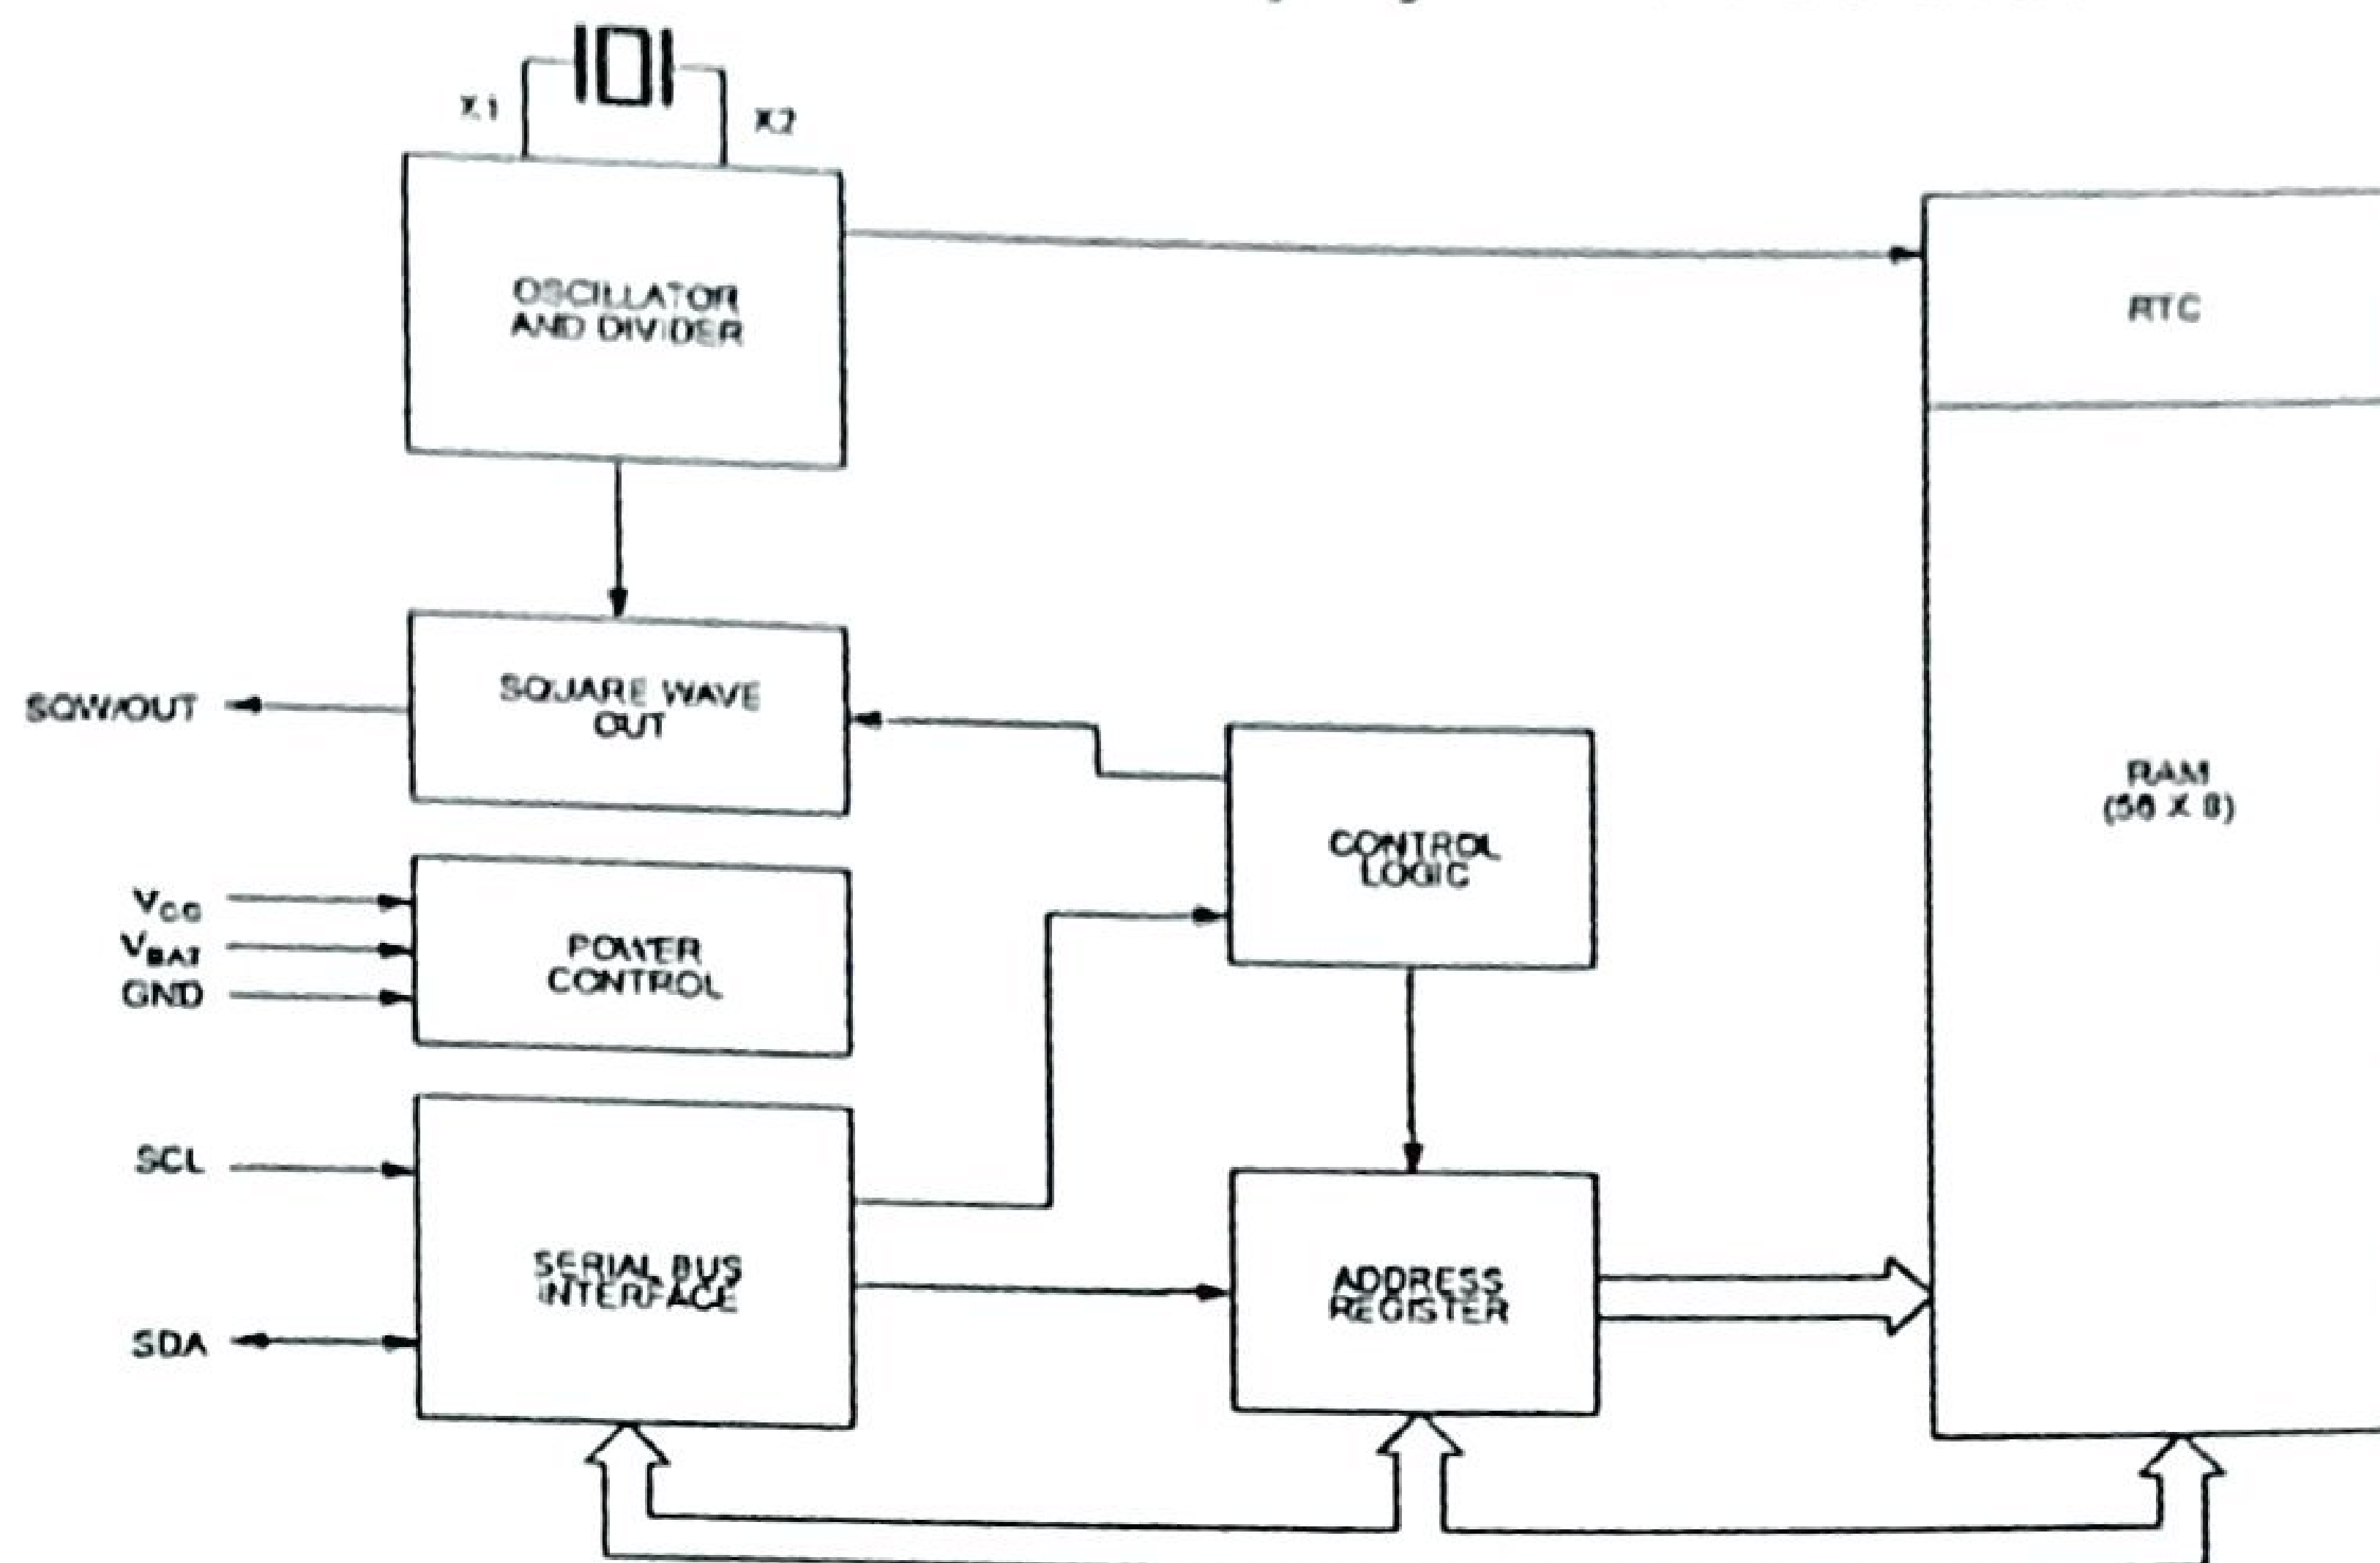 X1
X2
OSCILLATOR
AND DIVIDER
RTC
SQUARE WAVE
OUT
SQW/OUT
CONTROL
LOGIC
RAM
(56 X 8)
VCC
VBAT
GND
POWER
CONTROL
SCL
SERIAL BUS
INTERFACE
SDA
ADDRESS
REGISTER